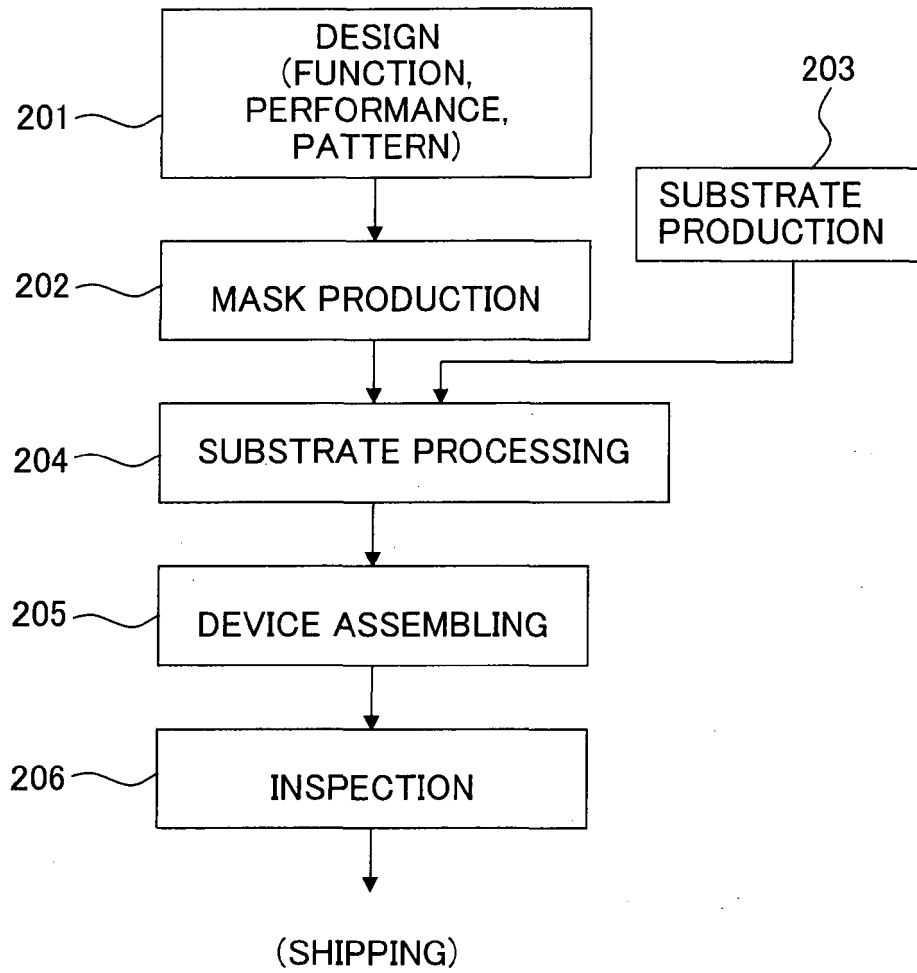 DESIGN
(FUNCTION,
PERFORMANCE,
PATTERN)
201
203
SUBSTRATE
PRODUCTION
202
MASK PRODUCTION
204
SUBSTRATE PROCESSING
205
DEVICE ASSEMBLING
206
INSPECTION
(SHIPPING)